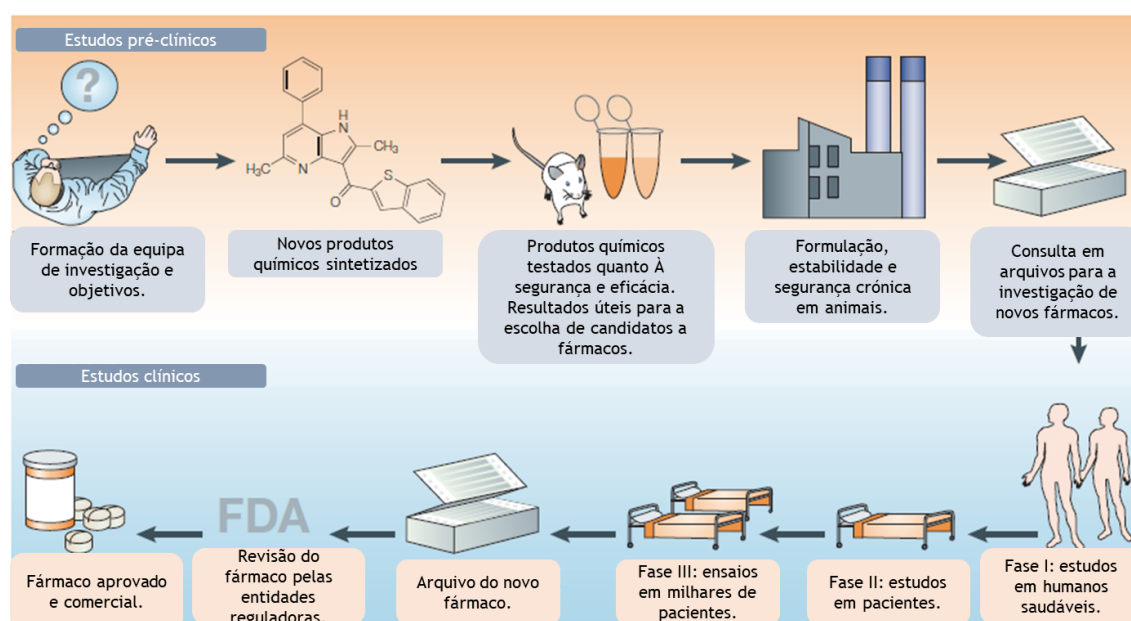 Estudos pré-clínicos
?
H
N
CH₃
H₃C
N
S
O
Formação da equipa
de investigação e
objetivos.
Novos produtos
químicos sintetizados
Produtos químicos
testados quanto À
segurança e eficácia.
Resultados úteis para a
escolha de candidatos a
fármacos.
Formulação,
estabilidade e
segurança crónica
em animais.
Consulta em
arquivos para a
investigação de
novos fármacos.
Estudos clínicos
FDA
Fármaco aprovado
e comercial.
Revisão do
fármaco pelas
entidades
reguladoras.
Arquivo do novo
fármaco.
Fase III: ensaios
em milhares de
pacientes.
Fase II: estudos
em pacientes.
Fase I: estudos
em humanos
saudáveis.